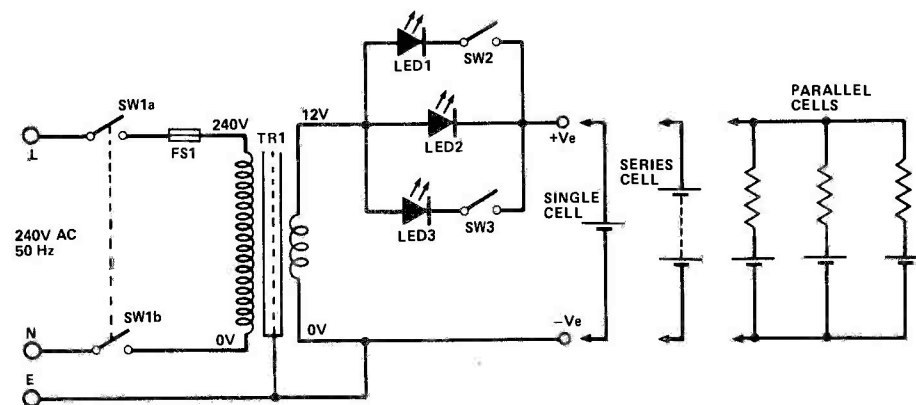 SW1a
L
FS1
240V
TR1
12V
LED1
SW2
LED2
LED3
SW3
+Ve
SINGLE
CELL
SERIES
CELL
PARALLEL
CELLS
240V AC
50 Hz
SW1b
N
0V
0V
–Ve
E